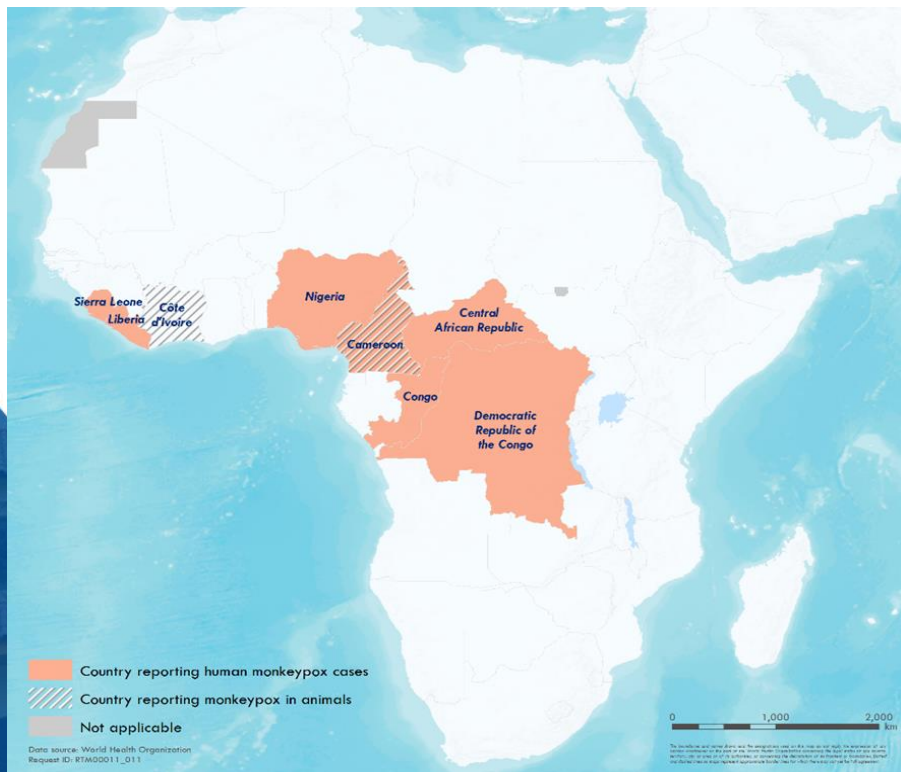 Nigeria
Central
African Republic
Sierra Leone
Côte
d'Ivoire
Liberia
Cameroon
Congo
Democratic
Republic of
the Congo
Country reporting human monkeypox cases
Country reporting monkeypox in animals
Not applicable
Data source: World Health Organization
Request ID: RTM00011_011
0 1,000 2,000
km